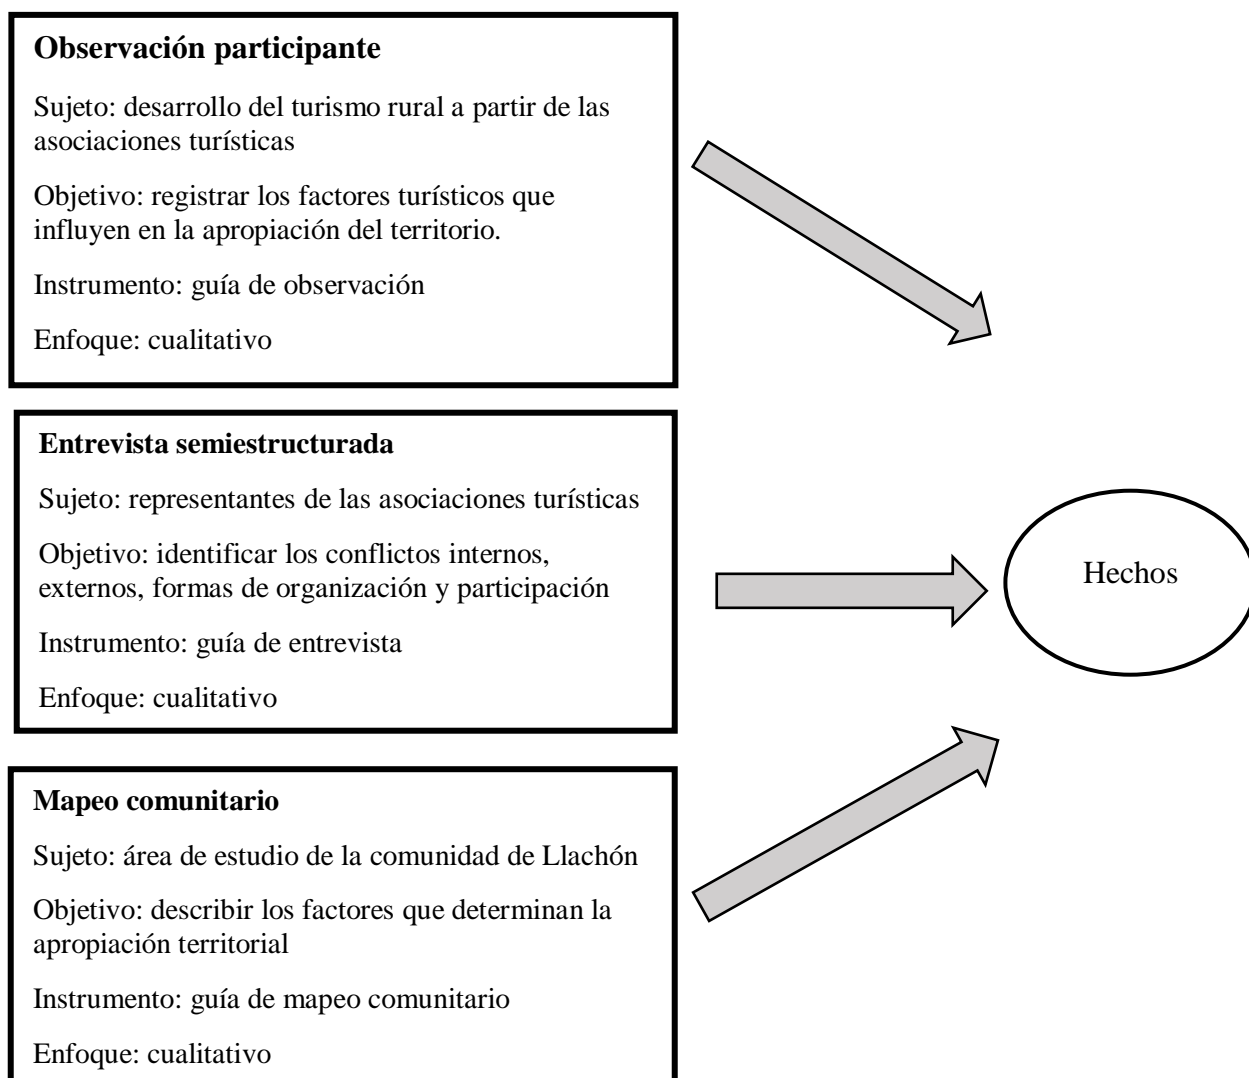 Observación participante
Sujeto: desarrollo del turismo rural a partir de las
asociaciones turísticas
Objetivo: registrar los factores turísticos que
influyen en la apropiación del territorio.
Instrumento: guía de observación
Enfoque: cualitativo
Entrevista semiestructurada
Sujeto: representantes de las asociaciones turísticas
Objetivo: identificar los conflictos internos,
externos, formas de organización y participación
Instrumento: guía de entrevista
Enfoque: cualitativo
Hechos
Mapeo comunitario
Sujeto: área de estudio de la comunidad de Llachón
Objetivo: describir los factores que determinan la
apropiación territorial
Instrumento: guía de mapeo comunitario
Enfoque: cualitativo